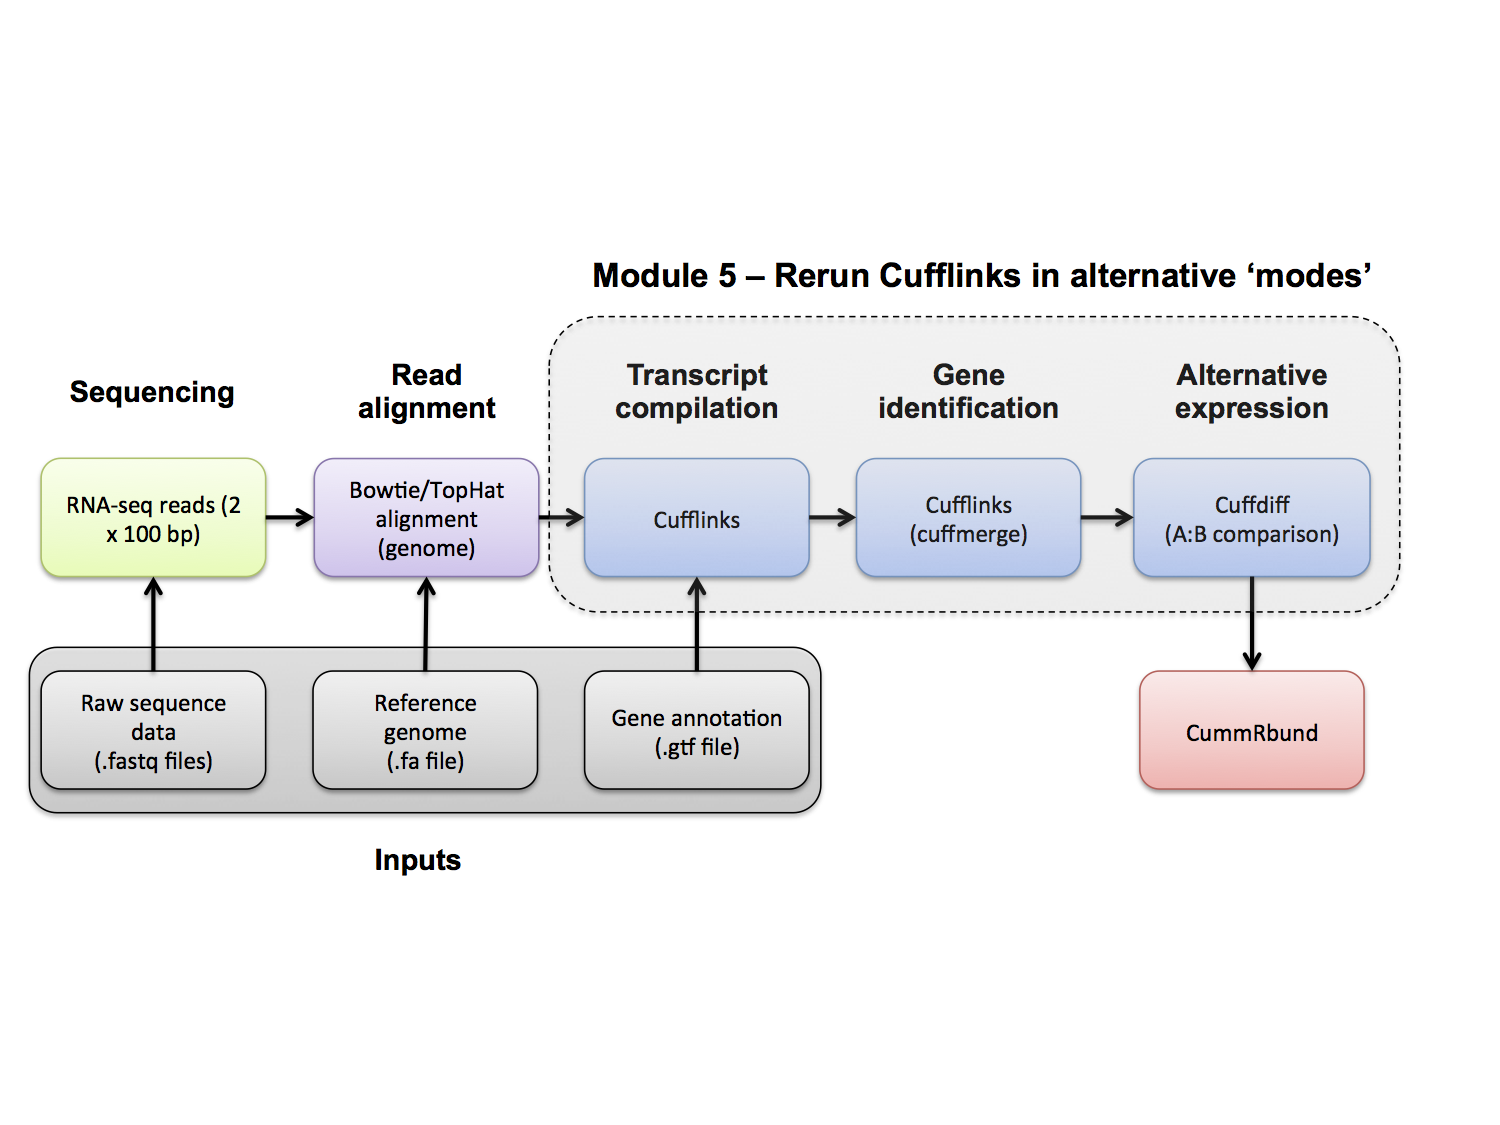 Module 5 – Rerun Cufflinks in alternative ‘modes’
Sequencing
Read
alignment
Transcript
compilation
Gene
identification
Alternative
expression
RNA-seq reads (2
x 100 bp)
Bowtie/TopHat
alignment
(genome)
Cufflinks
Cufflinks
(cuffmerge)
Cuffdiff
(A:B comparison)
Raw sequence
data
(.fastq files)
Reference
genome
(.fa file)
Gene annotation
(.gtf file)
CummRbund
Inputs